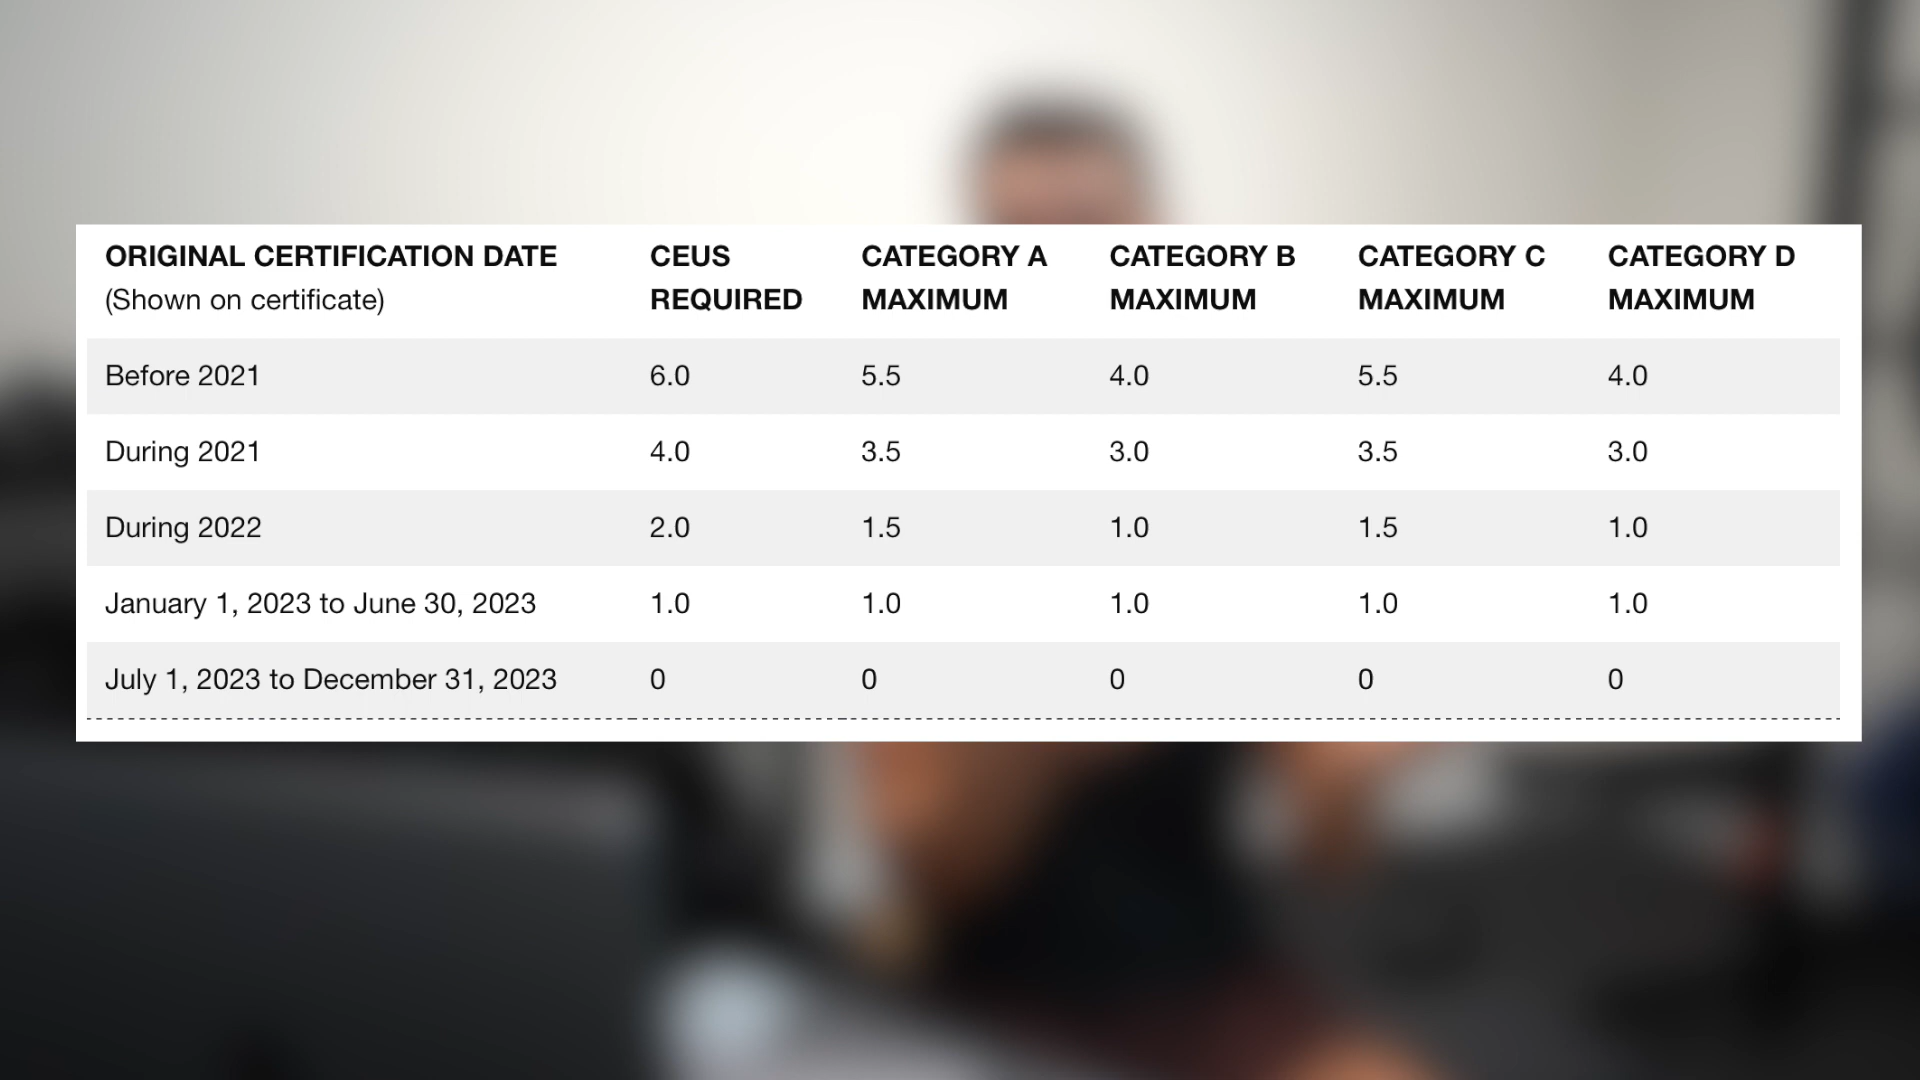 ORIGINAL CERTIFICATION DATE CEUS CATEGORY A CATEGORY B CATEGORY C CATEGORY D
(Shown on certificate) REQUIRED MAXIMUM MAXIMUM MAXIMUM MAXIMUM
Before 2021 6.0 5.5 4.0 5.5 4.0
During 2021 4.0 3.5 3.0 3.5 3.0
During 2022 2.0 1.5 1.0 1.5 1.0
January 1, 2023 to June 30, 2023 1.0 1.0 1.0 1.0 1.0
July 1, 2023 to December 31, 2023 0 0 0 0 0